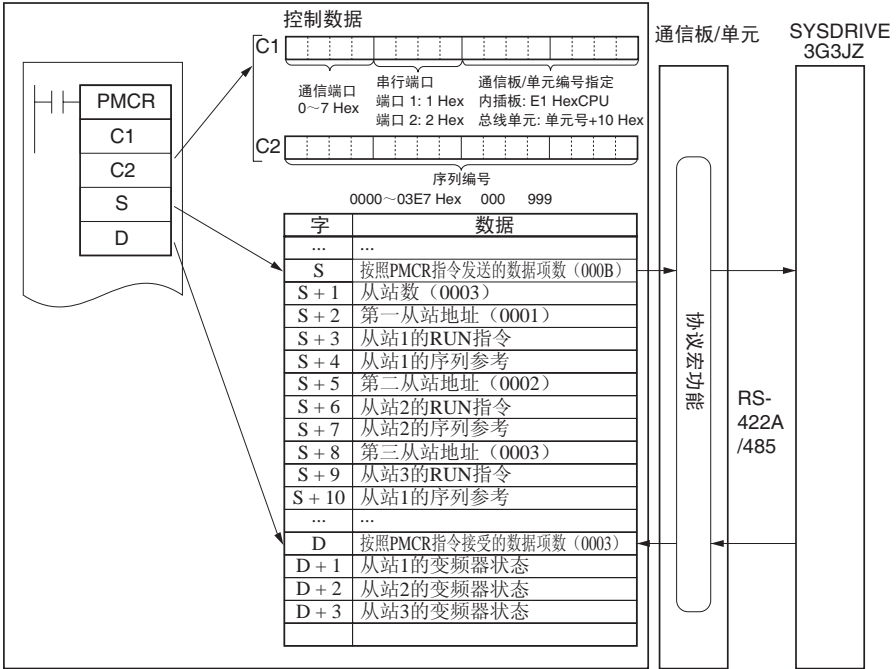 控制数据
C1
通信端口
0～7 Hex
串行端口
端口 1: 1 Hex
端口 2: 2 Hex
通信板/单元编号指定
内插板: E1 HexCPU
总线单元: 单元号+10 Hex
C2
序列编号
0000～03E7 Hex 000 999
PMCR
C1
C2
S
D
字 数据
... ...
S 按照PMCR指令发送的数据项数（000B）
S + 1 从站数（0003）
S + 2 第一从站地址（0001）
S + 3 从站1的RUN指令
S + 4 从站1的序列参考
S + 5 第二从站地址（0002）
S + 6 从站2的RUN指令
S + 7 从站2的序列参考
S + 8 第三从站地址（0003）
S + 9 从站3的RUN指令
S + 10 从站1的序列参考
... ...
D 按照PMCR指令接受的数据项数（0003）
D + 1 从站1的变频器状态
D + 2 从站2的变频器状态
D + 3 从站3的变频器状态
通信板/单元
协议宏功能
RS-
422A
/485
SYSDRIVE
3G3JZ